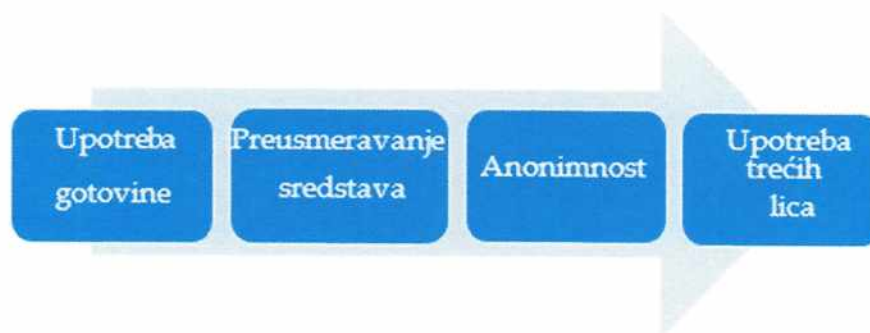 Upotreba
gotovine
Preusmeravanje
sredstava
Anonimnost
Upotreba
trećih
lica